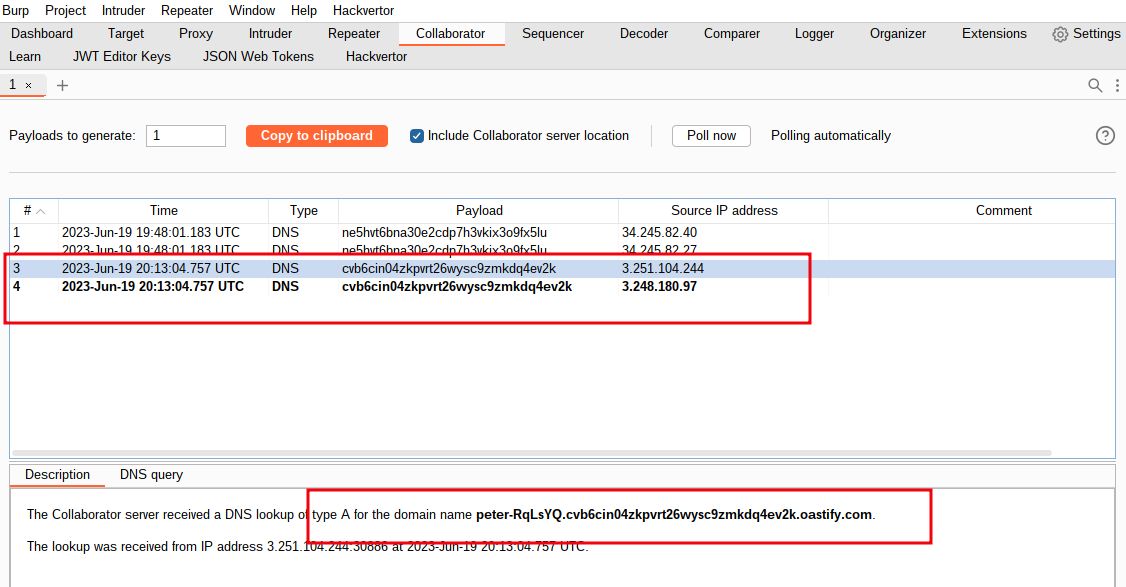 Burp Project Intruder Repeater Window Help Hackvertor
Dashboard Target Proxy Intruder Repeater Collaborator Sequencer Decoder Comparer Logger Organizer Extensions Settings
Learn JWT Editor Keys JSON Web Tokens Hackvertor
1 ×
Payloads to generate: 1 Copy to clipboard Include Collaborator server location Poll now Polling automatically
# Time Type Payload Source IP address Comment
1 2023-Jun-19 19:48:01.183 UTC DNS ne5hvt6bna30e2cdp7h3vkix3o9fx5lu 34.245.82.40
2 2023-Jun-19 19:48:01.183 UTC DNS ne5hvt6bna30e2cdp7h3vkix3o9fx5lu 34.245.82.27
3 2023-Jun-19 20:13:04.757 UTC DNS cvb6cin04zkpvrt26wysc9zmkdq4ev2k 3.251.104.244
4 2023-Jun-19 20:13:04.757 UTC DNS cvb6cin04zkpvrt26wysc9zmkdq4ev2k 3.248.180.97
Description DNS query
The Collaborator server received a DNS lookup of type A for the domain name peter-RqLsYQ.cvb6cin04zkpvrt26wysc9zmkdq4ev2k.oastify.com.
The lookup was received from IP address 3.251.104.244:30886 at 2023-Jun-19 20:13:04.757 UTC.